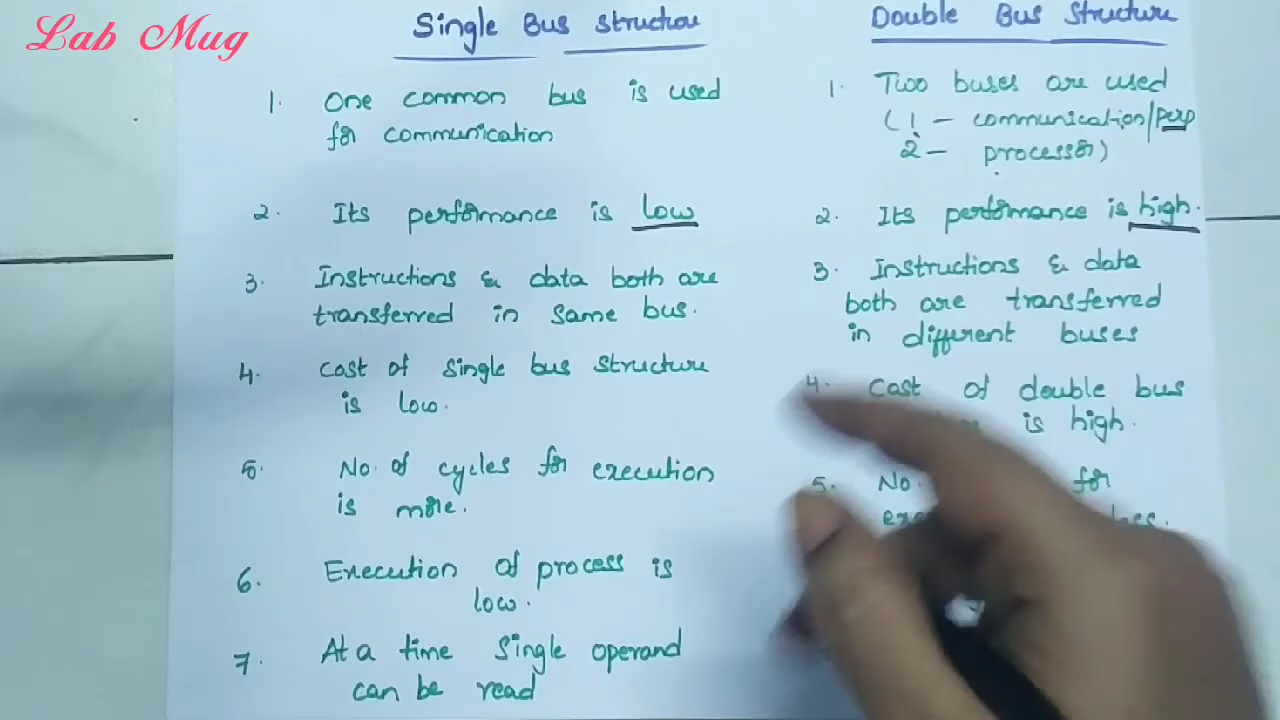 Lab Mug
Single Bus Structure
1. One common bus is used
for communication
2. Its performance is low
3. Instructions & data both are
transferred in same bus.
4. Cost of Single bus structure
is low.
5. No. of cycles for execution
is more.
6. Execution of process is
low.
7. At a time Single operand
can be read
Double Bus Structure
1. Two buses are used
(1 - communication/perp
2 - processor)
2. Its performance is high.
3. Instructions & data
both are transferred
in different buses
4. Cost of double bus
is high.
5. No. for